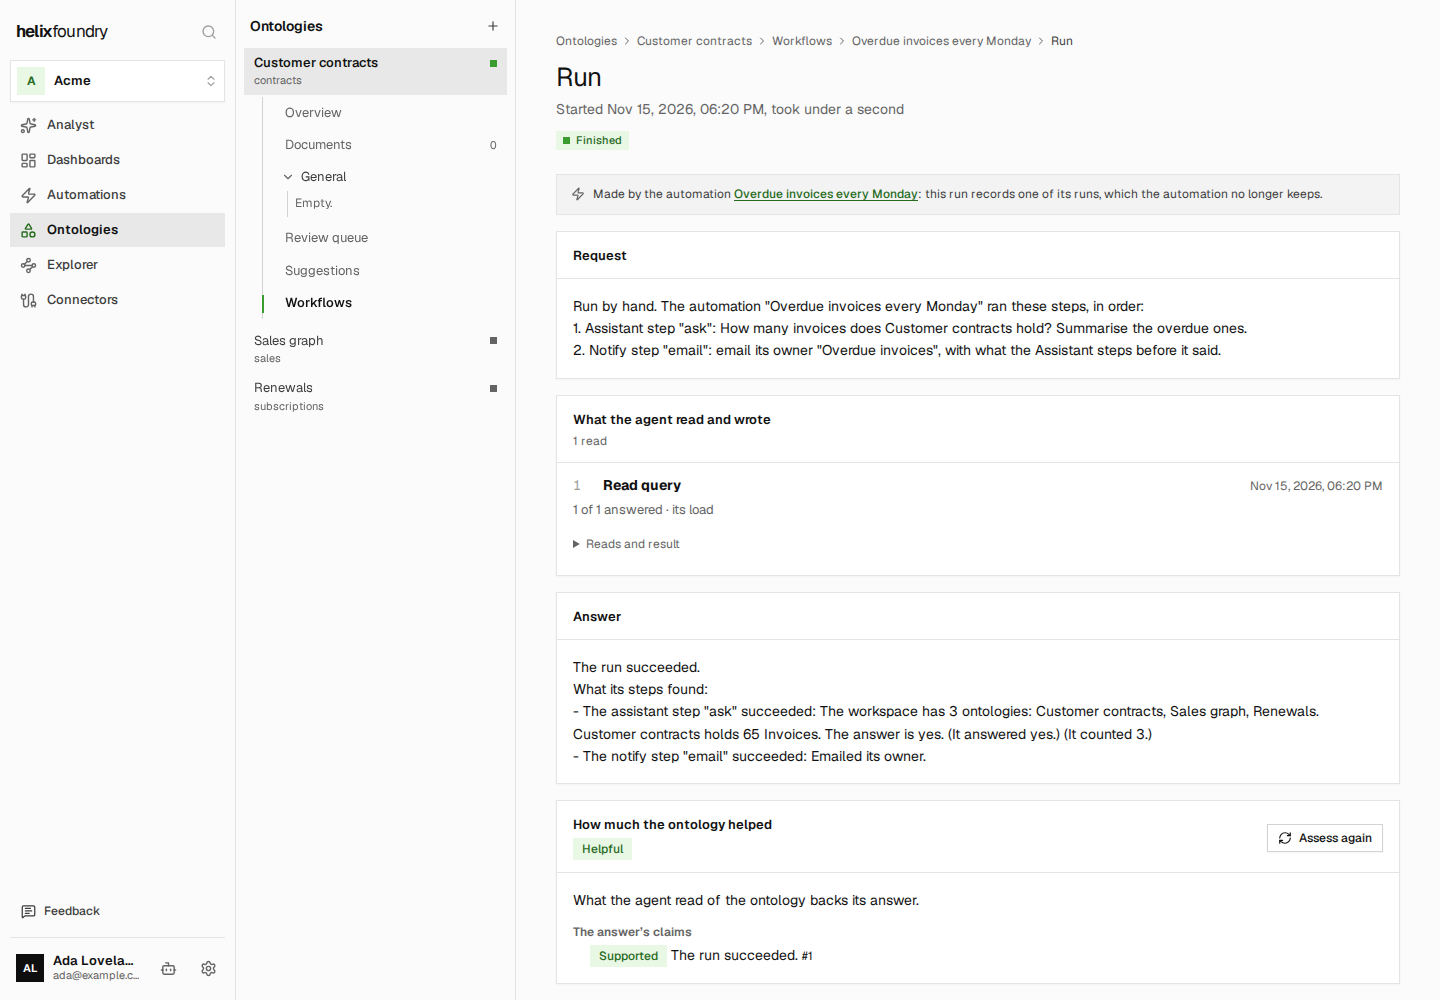 helixfoundry
A Acme
Analyst
Dashboards
Automations
Ontologies
Explorer
Connectors
Feedback
AL Ada Lovela...
ada@example.c...
Ontologies
Customer contracts
contracts
Overview
Documents 0
General
Empty.
Review queue
Suggestions
Workflows
Sales graph
sales
Renewals
subscriptions
Ontologies > Customer contracts > Workflows > Overdue invoices every Monday > Run
Run
Started Nov 15, 2026, 06:20 PM, took under a second
Finished
Made by the automation Overdue invoices every Monday: this run records one of its runs, which the automation no longer keeps.
Request
Run by hand. The automation "Overdue invoices every Monday" ran these steps, in order:
1. Assistant step "ask": How many invoices does Customer contracts hold? Summarise the overdue ones.
2. Notify step "email": email its owner "Overdue invoices", with what the Assistant steps before it said.
What the agent read and wrote
1 read
1 Read query Nov 15, 2026, 06:20 PM
1 of 1 answered · its load
Reads and result
Answer
The run succeeded.
What its steps found:
- The assistant step "ask" succeeded: The workspace has 3 ontologies: Customer contracts, Sales graph, Renewals.
Customer contracts holds 65 Invoices. The answer is yes. (It answered yes.) (It counted 3.)
- The notify step "email" succeeded: Emailed its owner.
How much the ontology helped
Helpful
Assess again
What the agent read of the ontology backs its answer.
The answer's claims
Supported The run succeeded. #1